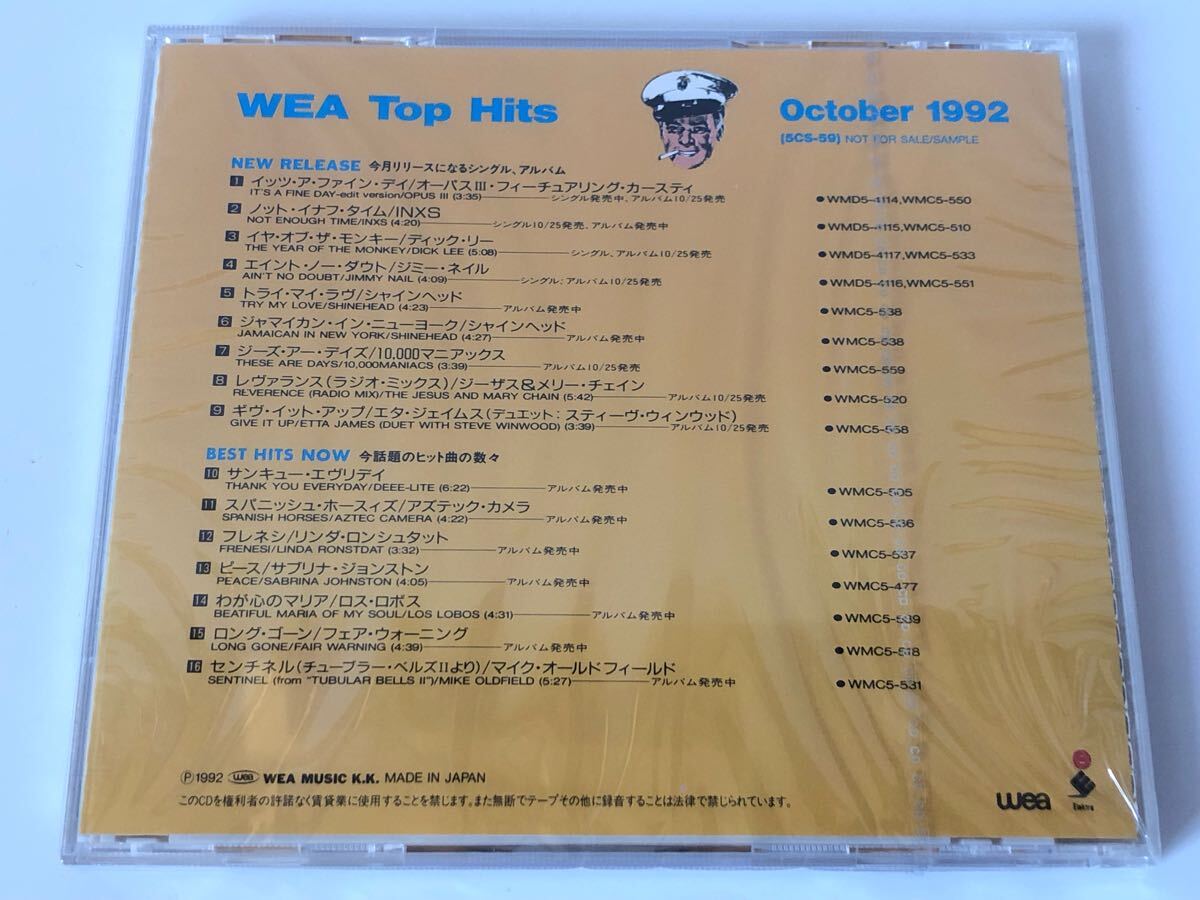 WEA Top Hits
October 1992
(5CS-59) NOT FOR SALE/SAMPLE
NEW RELEASE 今月リリースになるシングル、アルバム
1 イッツ・ア・ファイン・デイ/オーパスIII・フィーチュアリング・カースティ
IT'S A FINE DAY-edit version/OPUS III (3:35) シングル発売中、アルバム10/25発売 ●WMD5-4114,WMC5-550
2 ノット・イナフ・タイム/INXS
NOT ENOUGH TIME/INXS (4:20) シングル10/25発売、アルバム発売中 ●WMD5-4115,WMC5-510
3 イヤ・オブ・ザ・モンキー/ディック・リー
THE YEAR OF THE MONKEY/DICK LEE (5:08) シングル、アルバム10/25発売 ●WMD5-4117,WMC5-533
4 エイント・ノー・ダウト/ジミー・ネイル
AIN'T NO DOUBT/JIMMY NAIL (4:09) シングル、アルバム10/25発売 ●WMD5-4116,WMC5-551
5 トライ・マイ・ラヴ/シャインヘッド
TRY MY LOVE/SHINEHEAD (4:23) アルバム発売中 ●WMC5-538
6 ジャマイカン・イン・ニューヨーク/シャインヘッド
JAMAICAN IN NEW YORK/SHINEHEAD (4:27) アルバム発売中 ●WMC5-538
7 ジーズ・アー・デイズ/10,000マニアックス
THESE ARE DAYS/10,000MANIACS (3:39) アルバム10/25発売 ●WMC5-559
8 レヴァランス(ラジオ・ミックス)/ジーザス&メリー・チェイン
REVERENCE (RADIO MIX)/THE JESUS AND MARY CHAIN (5:42) アルバム10/25発売 ●WMC5-520
9 ギヴ・イット・アップ/エタ・ジェイムス(デュエット: スティーヴ・ウィンウッド)
GIVE IT UP/ETTA JAMES (DUET WITH STEVE WINWOOD) (3:39) アルバム10/25発売 ●WMC5-558
BEST HITS NOW 今話題のヒット曲の数々
10 サンキュー・エヴリデイ
THANK YOU EVERYDAY/DEEE-LITE (6:22) アルバム発売中 ●WMC5-505
11 スパニッシュ・ホースィズ/アズテック・カメラ
SPANISH HORSES/AZTEC CAMERA (4:22) アルバム発売中 ●WMC5-536
12 フレネシ/リンダ・ロンシュタット
FRENESI/LINDA RONSTDAT (3:32) アルバム発売中 ●WMC5-537
13 ピース/サブリナ・ジョンストン
PEACE/SABRINA JOHNSTON (4:05) アルバム発売中 ●WMC5-477
14 わが心のマリア/ロス・ロボス
BEATIFUL MARIA OF MY SOUL/LOS LOBOS (4:31) アルバム発売中 ●WMC5-539
15 ロング・ゴーン/フェア・ウォーニング
LONG GONE/FAIR WARNING (4:39) アルバム発売中 ●WMC5-518
16 センチネル(チューブラー・ベルズIIより)/マイク・オールドフィールド
SENTINEL (from "TUBULAR BELLS II")/MIKE OLDFIELD (5:27) アルバム発売中 ●WMC5-531
Ⓟ1992 wea WEA MUSIC K.K. MADE IN JAPAN
このCDを権利者の許諾なく賃貸業に使用することを禁じます。また無断でテープその他に録音することは法律で禁じられています。
wea
Elektra